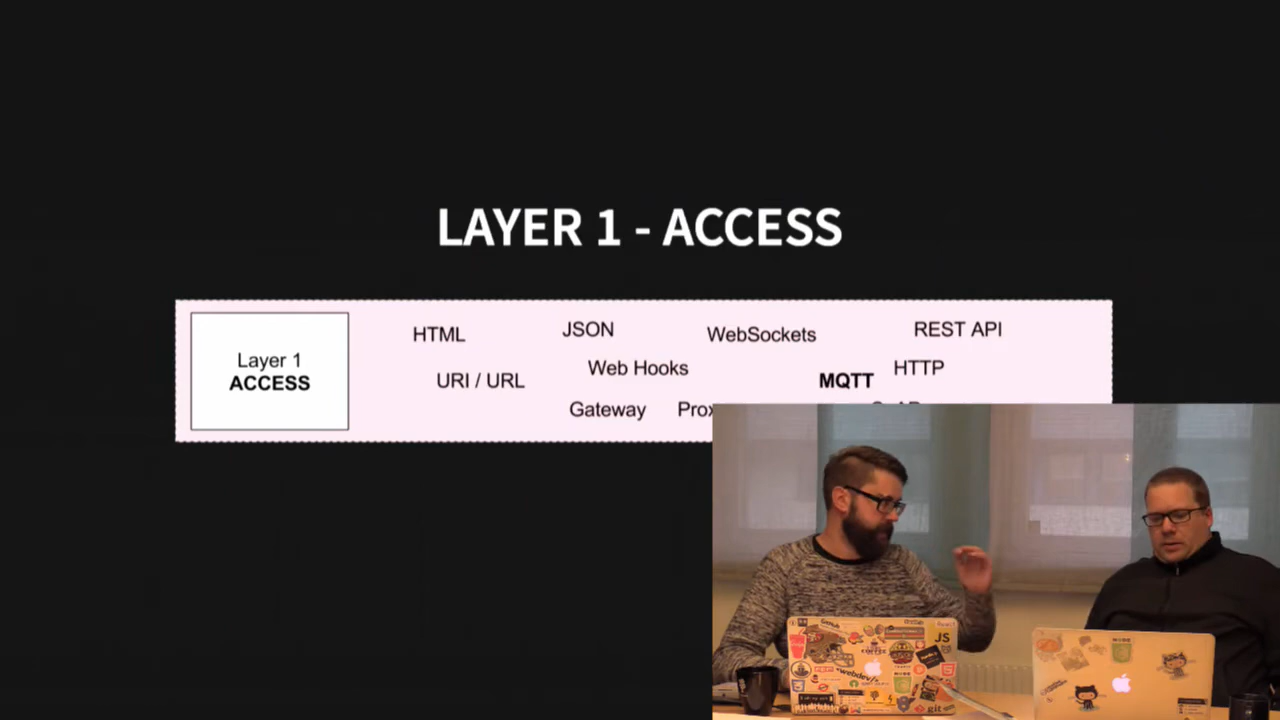 LAYER 1 - ACCESS
Layer 1
ACCESS
HTML
JSON
WebSockets
REST API
URI / URL
Web Hooks
MQTT
HTTP
Gateway
JS
git